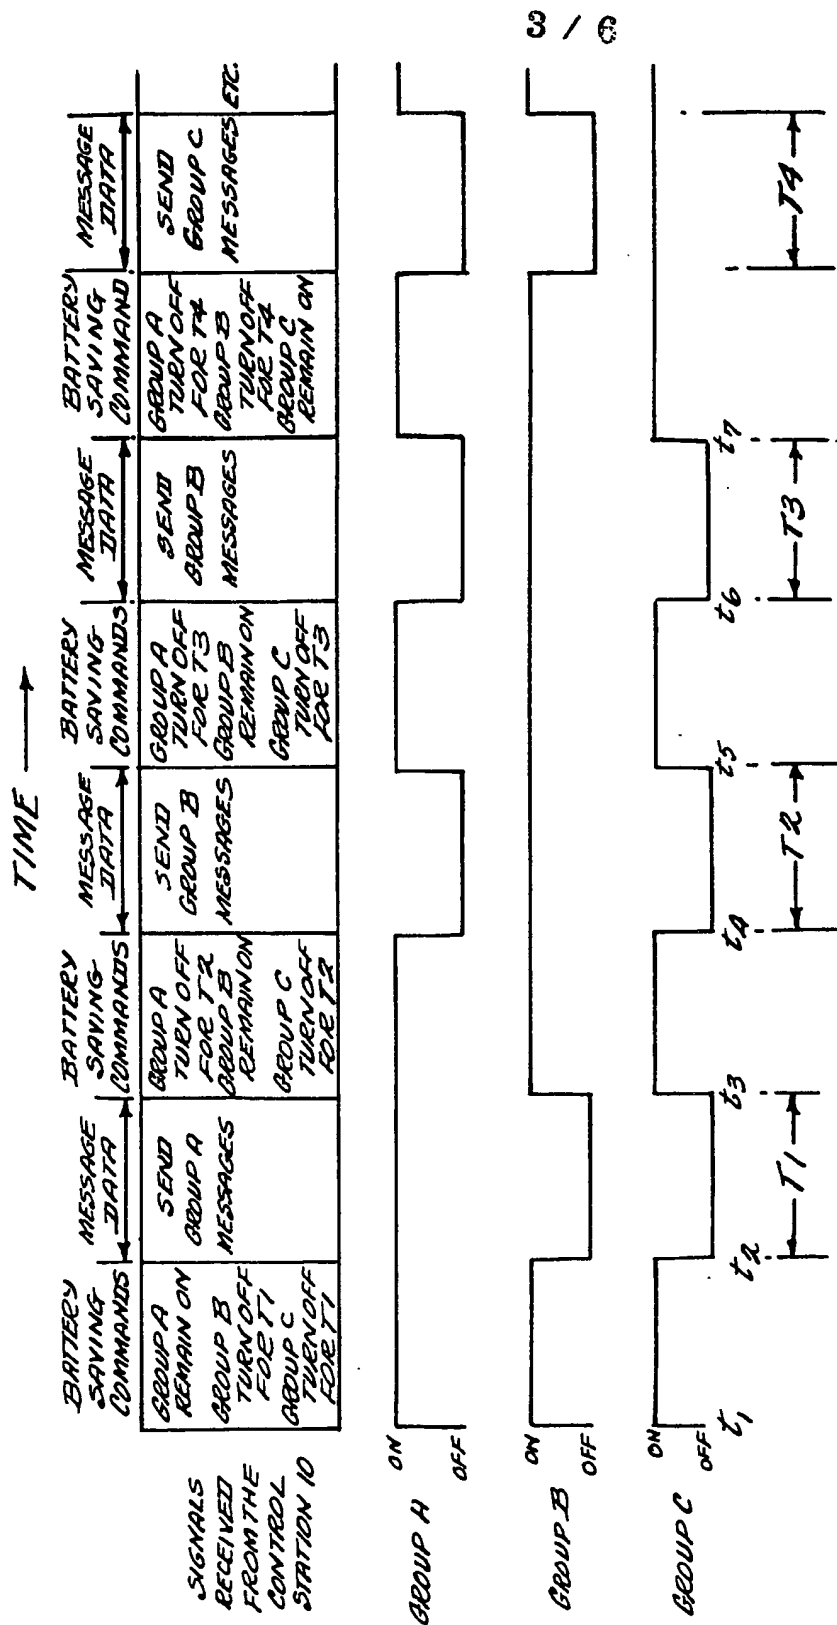 8/9
TIME
BATTERY
SAVING
COMMANDS
MESSAGE
DATA
BATTERY
SAVING
COMMANDS
MESSAGE
DATA
BATTERY
SAVING
COMMANDS
MESSAGE
DATA
BATTERY
SAVING
COMMAND
MESSAGE
DATA
SIGNALS
RECEIVED
FROM THE
CONTROL
STATION 10
GROUP A
REMAIN ON
GROUP B
TURN OFF
FOR T1
GROUP C
TURN OFF
FOR T1
SEND
GROUP A
MESSAGES
GROUP A
TURN OFF
FOR T2
GROUP B
REMAIN ON
GROUP C
TURN OFF
FOR T2
SEND
GROUP B
MESSAGES
GROUP A
TURN OFF
FOR T3
GROUP B
REMAIN ON
GROUP C
TURN OFF
FOR T3
SEND
GROUP B
MESSAGES
GROUP A
TURN OFF
FOR T4
GROUP B
TURN OFF
FOR T4
GROUP C
REMAIN ON
SEND
GROUP C
MESSAGES
ETC.
GROUP A
ON
OFF
GROUP B
ON
OFF
GROUP C
ON
OFF
t1
t2
t3
t4
t5
t6
t7
T1
T2
T3
T4